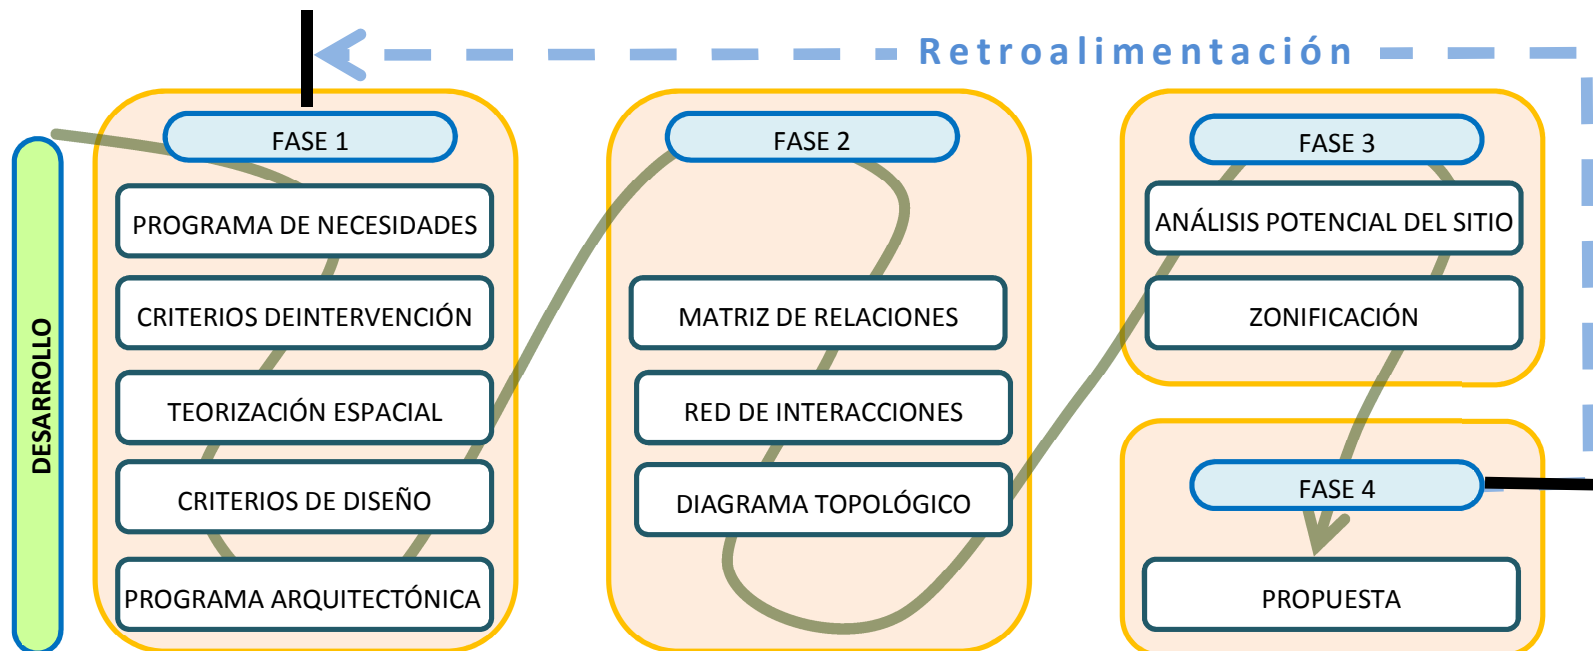 Retroalimentación
DESARROLLO
FASE 1
PROGRAMA DE NECESIDADES
CRITERIOS DEINTERVENCIÓN
TEORIZACIÓN ESPACIAL
CRITERIOS DE DISEÑO
PROGRAMA ARQUITECTÓNICA
FASE 2
MATRIZ DE RELACIONES
RED DE INTERACCIONES
DIAGRAMA TOPOLÓGICO
FASE 3
ANÁLISIS POTENCIAL DEL SITIO
ZONIFICACIÓN
FASE 4
PROPUESTA